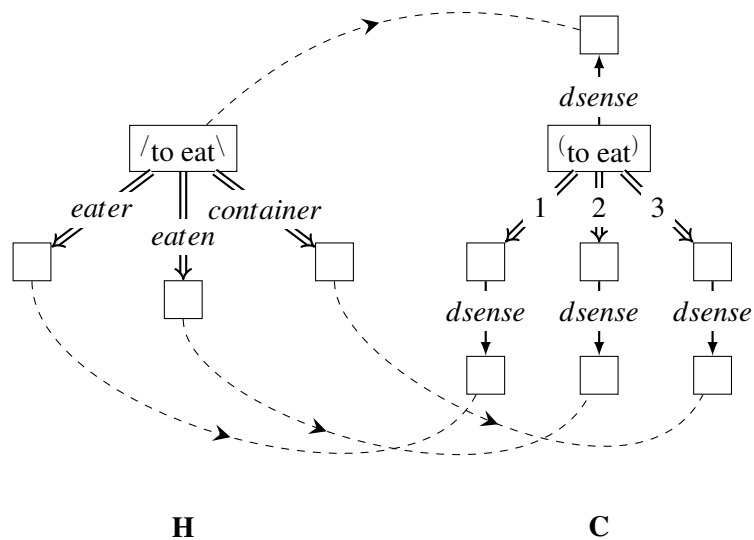 dsense
/to eat\ (to eat)
eater eaten container 1 2 3
dsense dsense dsense
H C